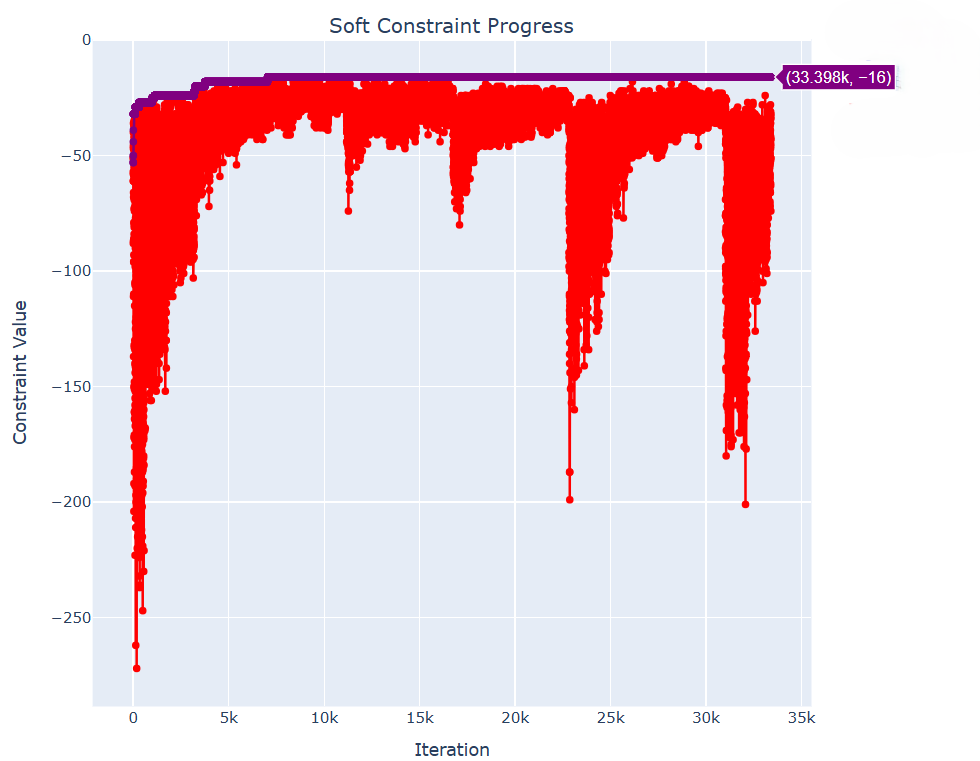 Soft Constraint Progress
0
−50
−100
−150
−200
−250
Constraint Value
0
5k
10k
15k
20k
25k
30k
35k
Iteration
(33.398k, −16)